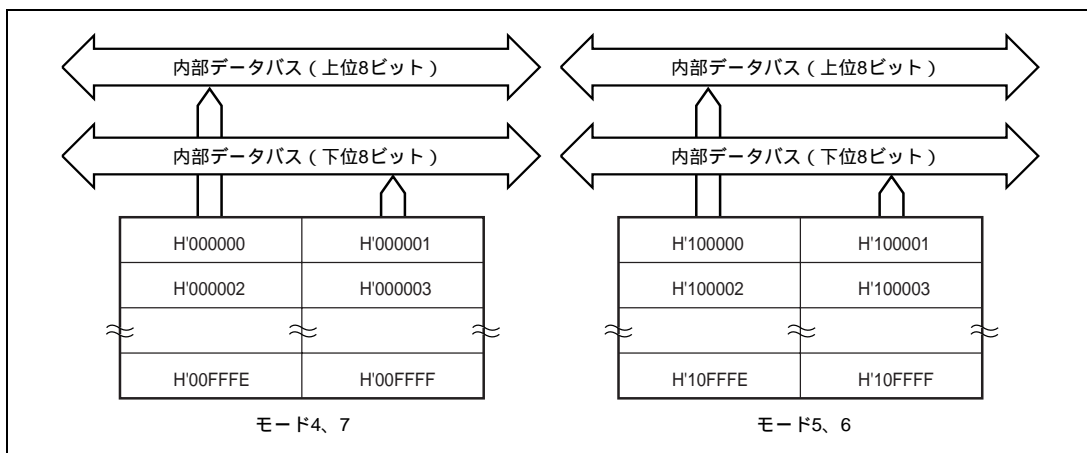 内部データバス（上位8ビット）
内部データバス（下位8ビット）
H'000000 H'000001
H'000002 H'000003
H'00FFFE H'00FFFF
モード4、7
内部データバス（上位8ビット）
内部データバス（下位8ビット）
H'100000 H'100001
H'100002 H'100003
H'10FFFE H'10FFFF
モード5、6